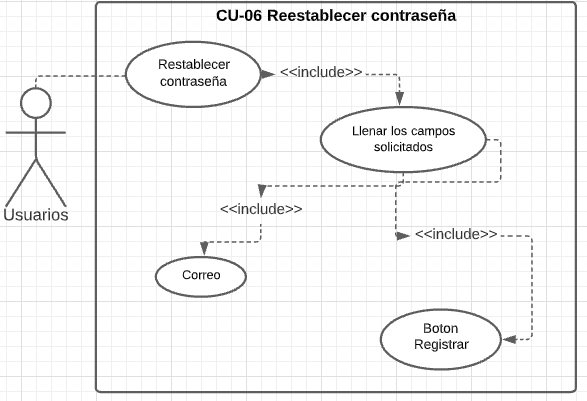 CU-06 Reestablecer contraseña
Restablecer
contraseña
<<include>>
Llenar los campos
solicitados
Usuarios
<<include>>
<<include>>
Correo
Boton
Registrar